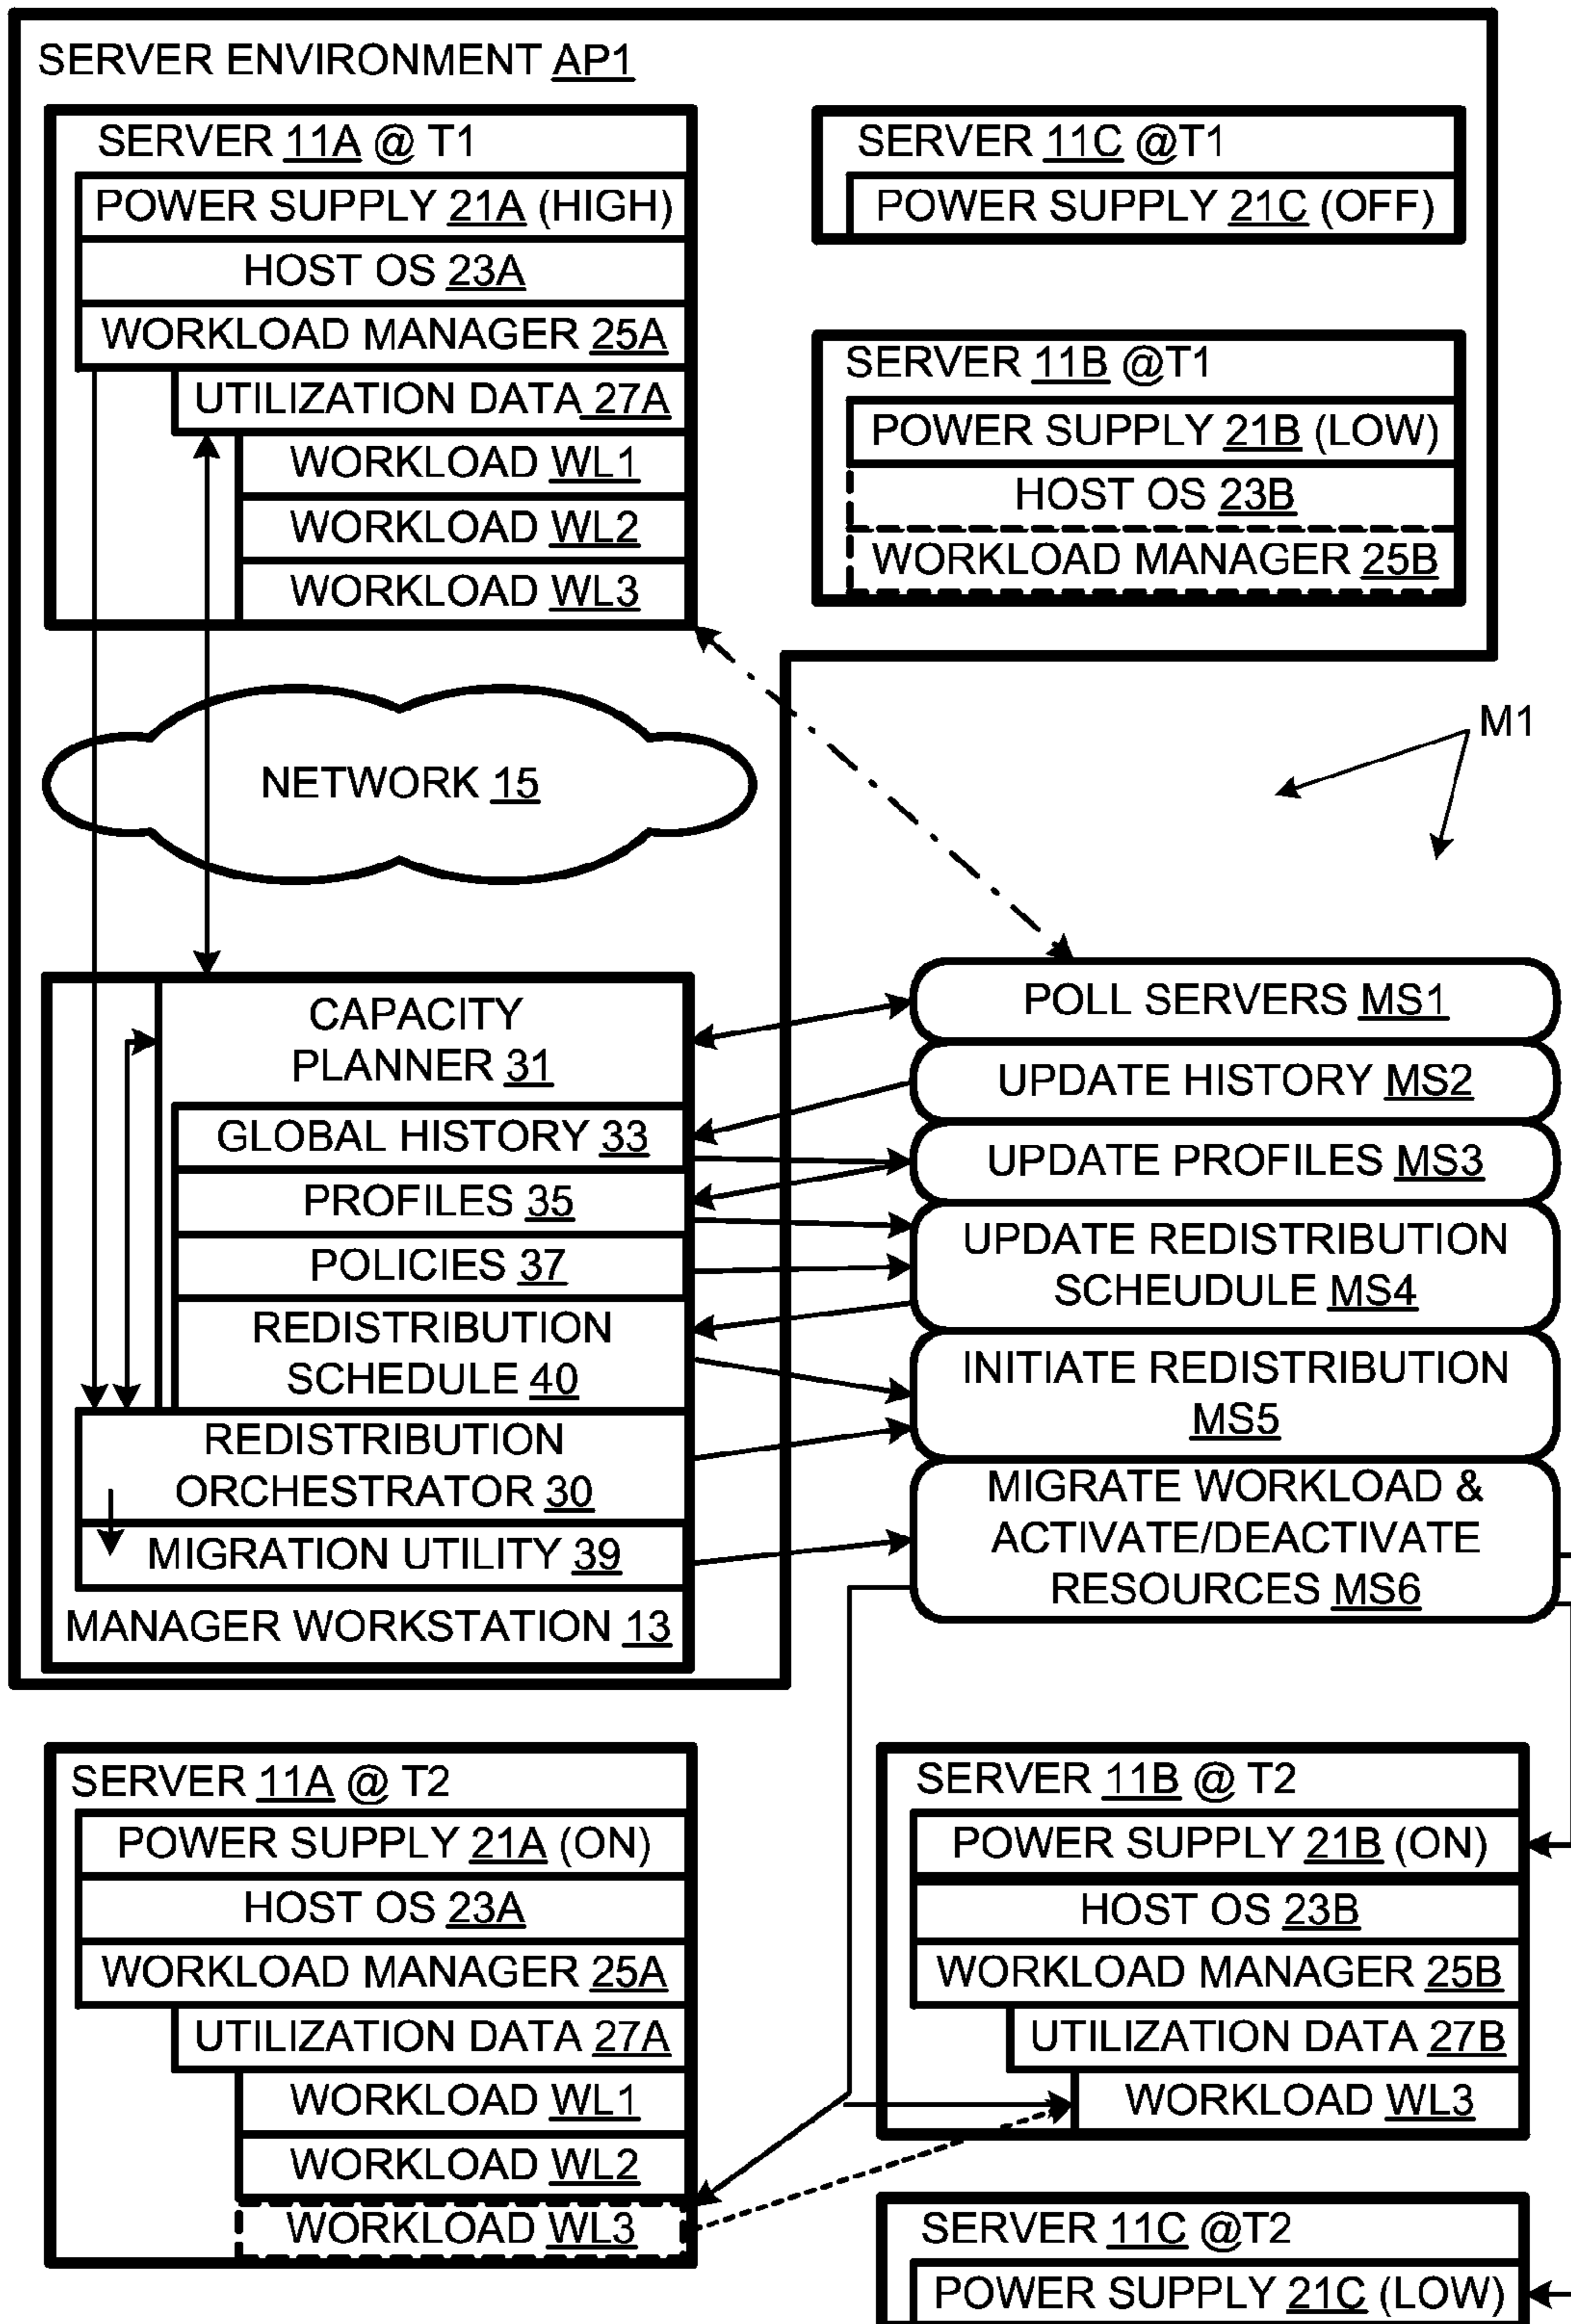 SERVER ENVIRONMENT AP1
SERVER 11A @ T1
POWER SUPPLY 21A (HIGH)
HOST OS 23A
WORKLOAD MANAGER 25A
UTILIZATION DATA 27A
WORKLOAD WL1
WORKLOAD WL2
WORKLOAD WL3
SERVER 11C @T1
POWER SUPPLY 21C (OFF)
SERVER 11B @T1
POWER SUPPLY 21B (LOW)
HOST OS 23B
WORKLOAD MANAGER 25B
NETWORK 15
M1
CAPACITY
PLANNER 31
GLOBAL HISTORY 33
PROFILES 35
POLICIES 37
REDISTRIBUTION
SCHEDULE 40
REDISTRIBUTION
ORCHESTRATOR 30
MIGRATION UTILITY 39
MANAGER WORKSTATION 13
POLL SERVERS MS1
UPDATE HISTORY MS2
UPDATE PROFILES MS3
UPDATE REDISTRIBUTION
SCHEUDULE MS4
INITIATE REDISTRIBUTION
MS5
MIGRATE WORKLOAD &
ACTIVATE/DEACTIVATE
RESOURCES MS6
SERVER 11A @ T2
POWER SUPPLY 21A (ON)
HOST OS 23A
WORKLOAD MANAGER 25A
UTILIZATION DATA 27A
WORKLOAD WL1
WORKLOAD WL2
WORKLOAD WL3
SERVER 11B @ T2
POWER SUPPLY 21B (ON)
HOST OS 23B
WORKLOAD MANAGER 25B
UTILIZATION DATA 27B
WORKLOAD WL3
SERVER 11C @T2
POWER SUPPLY 21C (LOW)